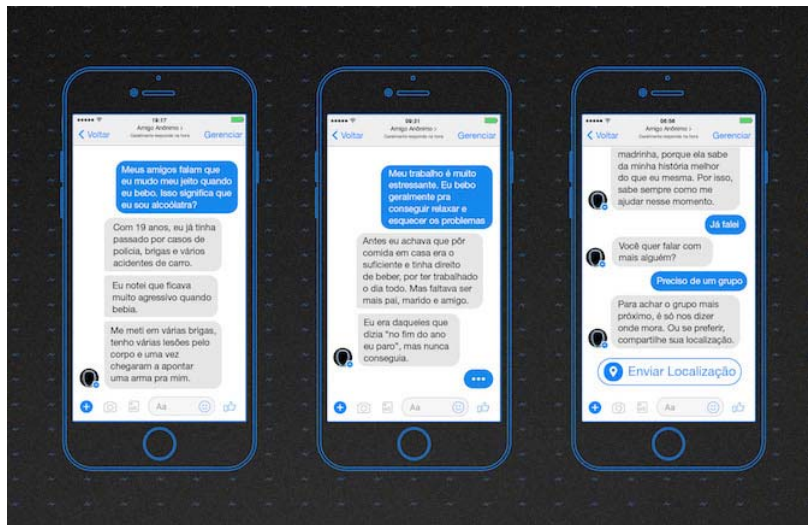 19:17
Voltar
Amigo Anônimo
Gerenciar
Meus amigos falam que
eu mudo meu jeito quando
eu bebo. Isso significa que
eu sou alcoólatra?
Com 19 anos, eu já tinha
passado por casos de
polícia, brigas e vários
acidentes de carro.
Eu notei que ficava
muito agressivo quando
bebia.
Me meti em várias brigas,
tenho várias lesões pelo
corpo e uma vez
chegaram a apontar
uma arma pra mim.
Aa
Voltar
Amigo Anônimo
Gerenciar
Meu trabalho é muito
estressante. Eu bebo
geralmente pra
conseguir relaxar e
esquecer os problemas
Antes eu achava que pôr
comida em casa era o
suficiente e tinha direito
de beber, por ter trabalhado
o dia todo. Mas faltava ser
mais pai, marido e amigo.
Eu era daqueles que
dizia "no fim do ano
eu paro", mas nunca
conseguia.
Aa
Voltar
Amigo Anônimo
Gerenciar
madrinha, porque ela sabe
da minha história melhor
do que eu mesma. Por isso,
sabe sempre como me
ajudar nesse momento.
Já falei
Você quer falar com
mais alguém?
Preciso de um grupo
Para achar o grupo mais
próximo, é só nos dizer
onde mora. Ou se preferir,
compartilhe sua localização.
Enviar Localização
Aa